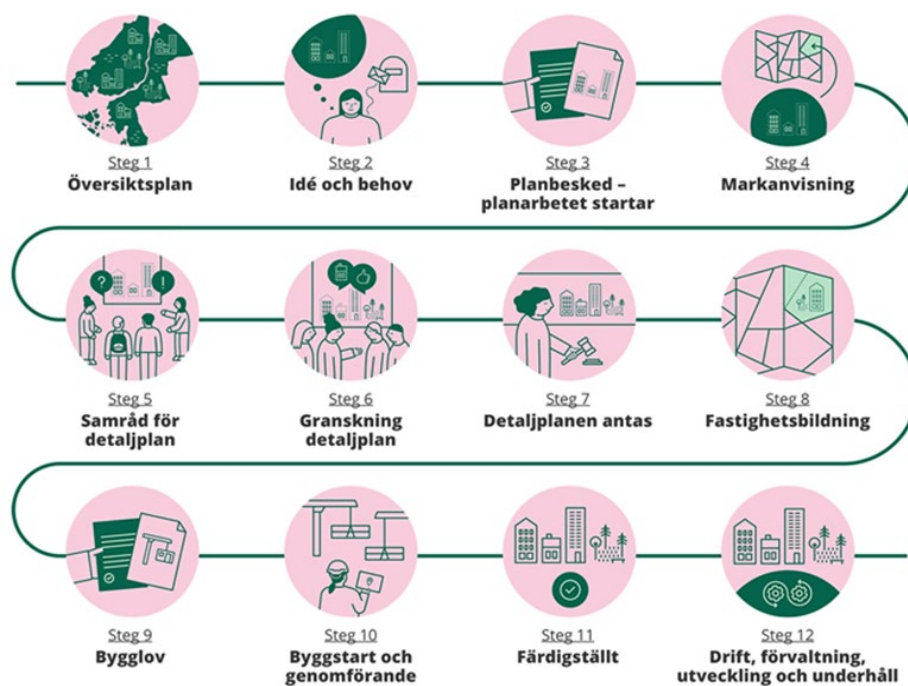 Steg 1
Översiktsplan
Steg 2
Idé och behov
Steg 3
Planbesked –
planarbetet startar
Steg 4
Markanvisning
Steg 5
Samråd för
detaljplan
Steg 6
Granskning
detaljplan
Steg 7
Detaljplanen antas
Steg 8
Fastighetsbildning
Steg 9
Bygglov
Steg 10
Byggstart och
genomförande
Steg 11
Färdigställt
Steg 12
Drift, förvaltning,
utveckling och underhåll